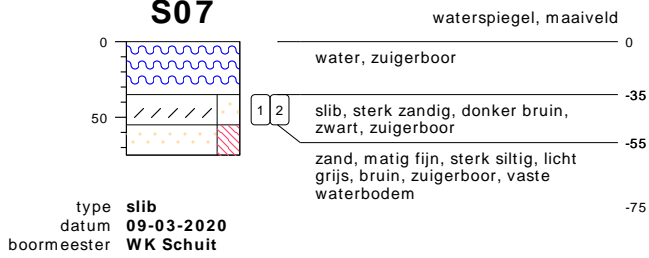 S07
waterspiegel, maaiveld
0
0
water, zuigerboor
-35
1 2
slib, sterk zandig, donker bruin,
zwart, zuigerboor
50
-55
zand, matig fijn, sterk siltig, licht
grijs, bruin, zuigerboor, vaste
waterbodem
-75
type slib
datum 09-03-2020
boormeester WK Schuit